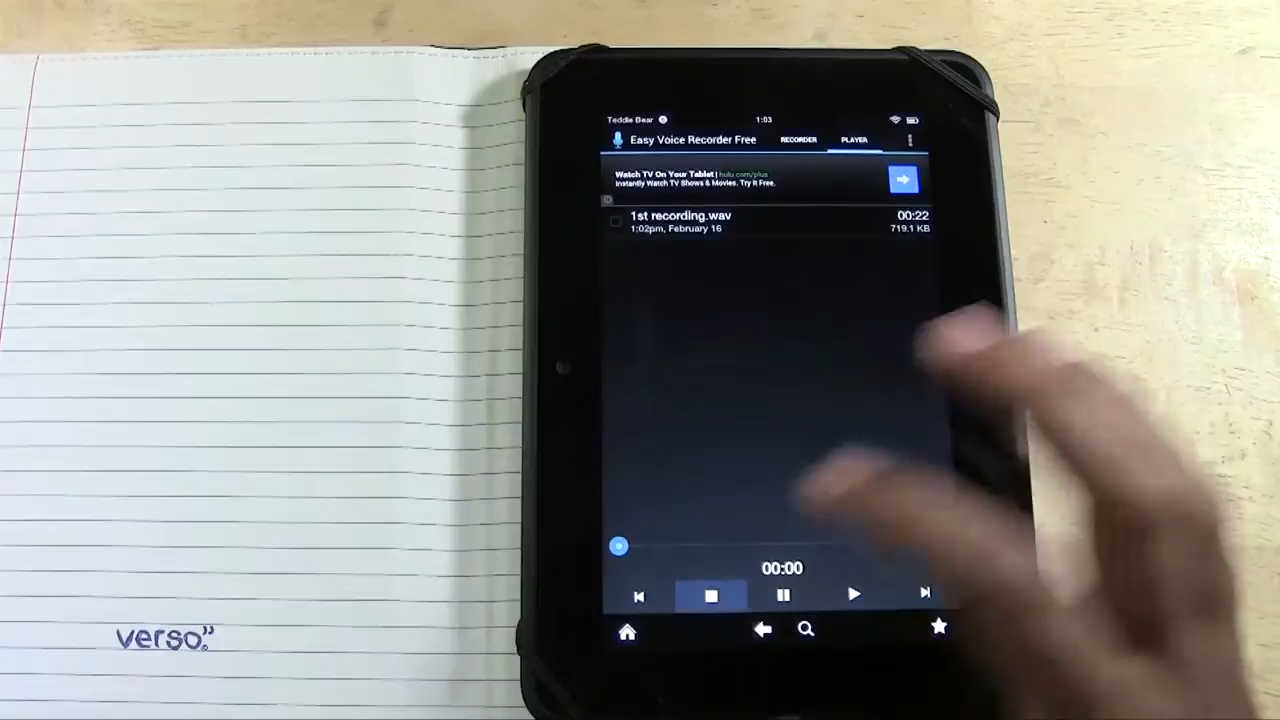 Teddie Bear 1:03
Easy Voice Recorder Free RECORDER PLAYER
Watch TV On Your Tablet | hulu.com/plus
Instantly Watch TV Shows & Movies. Try It Free.
1st recording.wav 00:22
1:02pm, February 16 719.1 KB
00:00
verso.”